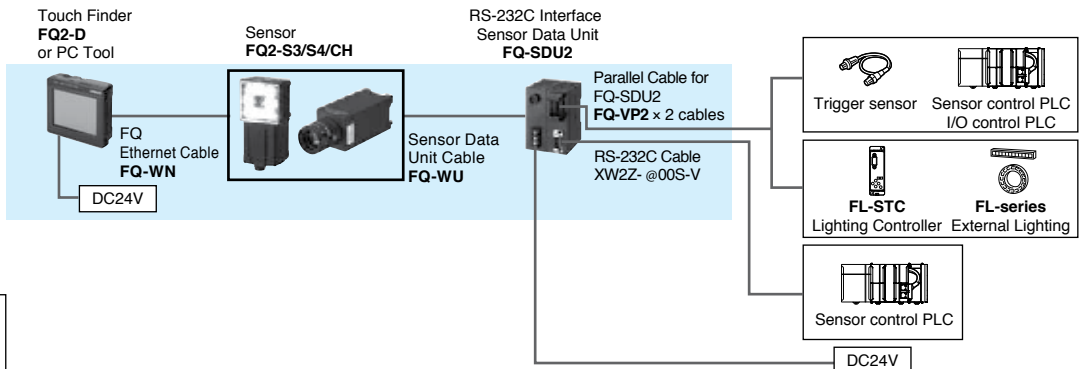 Touch Finder
FQ2-D
or PC Tool
Sensor
FQ2-S3/S4/CH
RS-232C Interface
Sensor Data Unit
FQ-SDU2
FQ
Ethernet Cable
FQ-WN
DC24V
Sensor Data
Unit Cable
FQ-WU
Parallel Cable for
FQ-SDU2
FQ-VP2 × 2 cables
RS-232C Cable
XW2Z- @00S-V
Trigger sensor
Sensor control PLC
I/O control PLC
FL-STC
Lighting Controller
FL-series
External Lighting
Sensor control PLC
DC24V